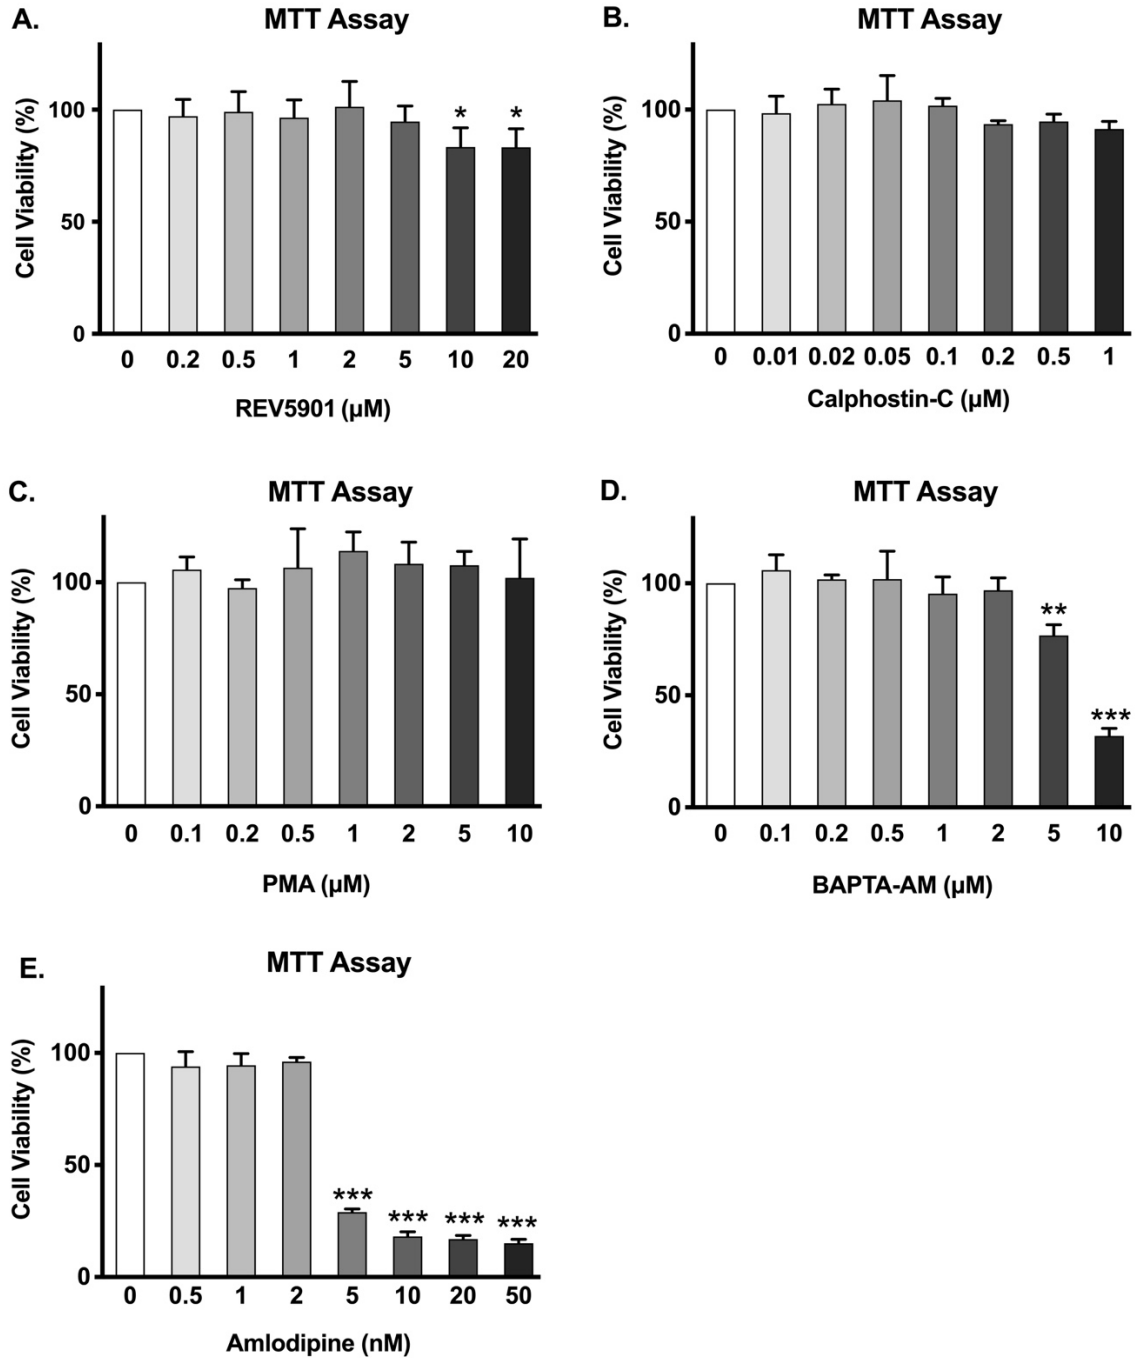 A.
MTT Assay
Cell Viability (%)
100
50
0
* *
0 0.2 0.5 1 2 5 10 20
REV5901 (µM)
B.
MTT Assay
Cell Viability (%)
100
50
0
0 0.01 0.02 0.05 0.1 0.2 0.5 1
Calphostin-C (µM)
C.
MTT Assay
Cell Viability (%)
100
50
0
0 0.1 0.2 0.5 1 2 5 10
PMA (µM)
D.
MTT Assay
Cell Viability (%)
100
50
0
**
***
0 0.1 0.2 0.5 1 2 5 10
BAPTA-AM (µM)
E.
MTT Assay
Cell Viability (%)
100
50
0
*** *** *** ***
0 0.5 1 2 5 10 20 50
Amlodipine (nM)